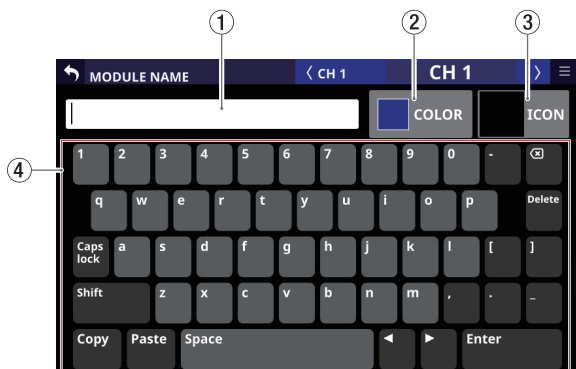 ① ② ③
MODULE NAME 〈 CH 1 CH 1 〉 ≡
COLOR ICON
④
1 2 3 4 5 6 7 8 9 0 -
q w e r t y u i o p Delete
Caps lock a s d f g h j k l [ ]
Shift z x c v b n m , . _
Copy Paste Space ◀ ▶ Enter